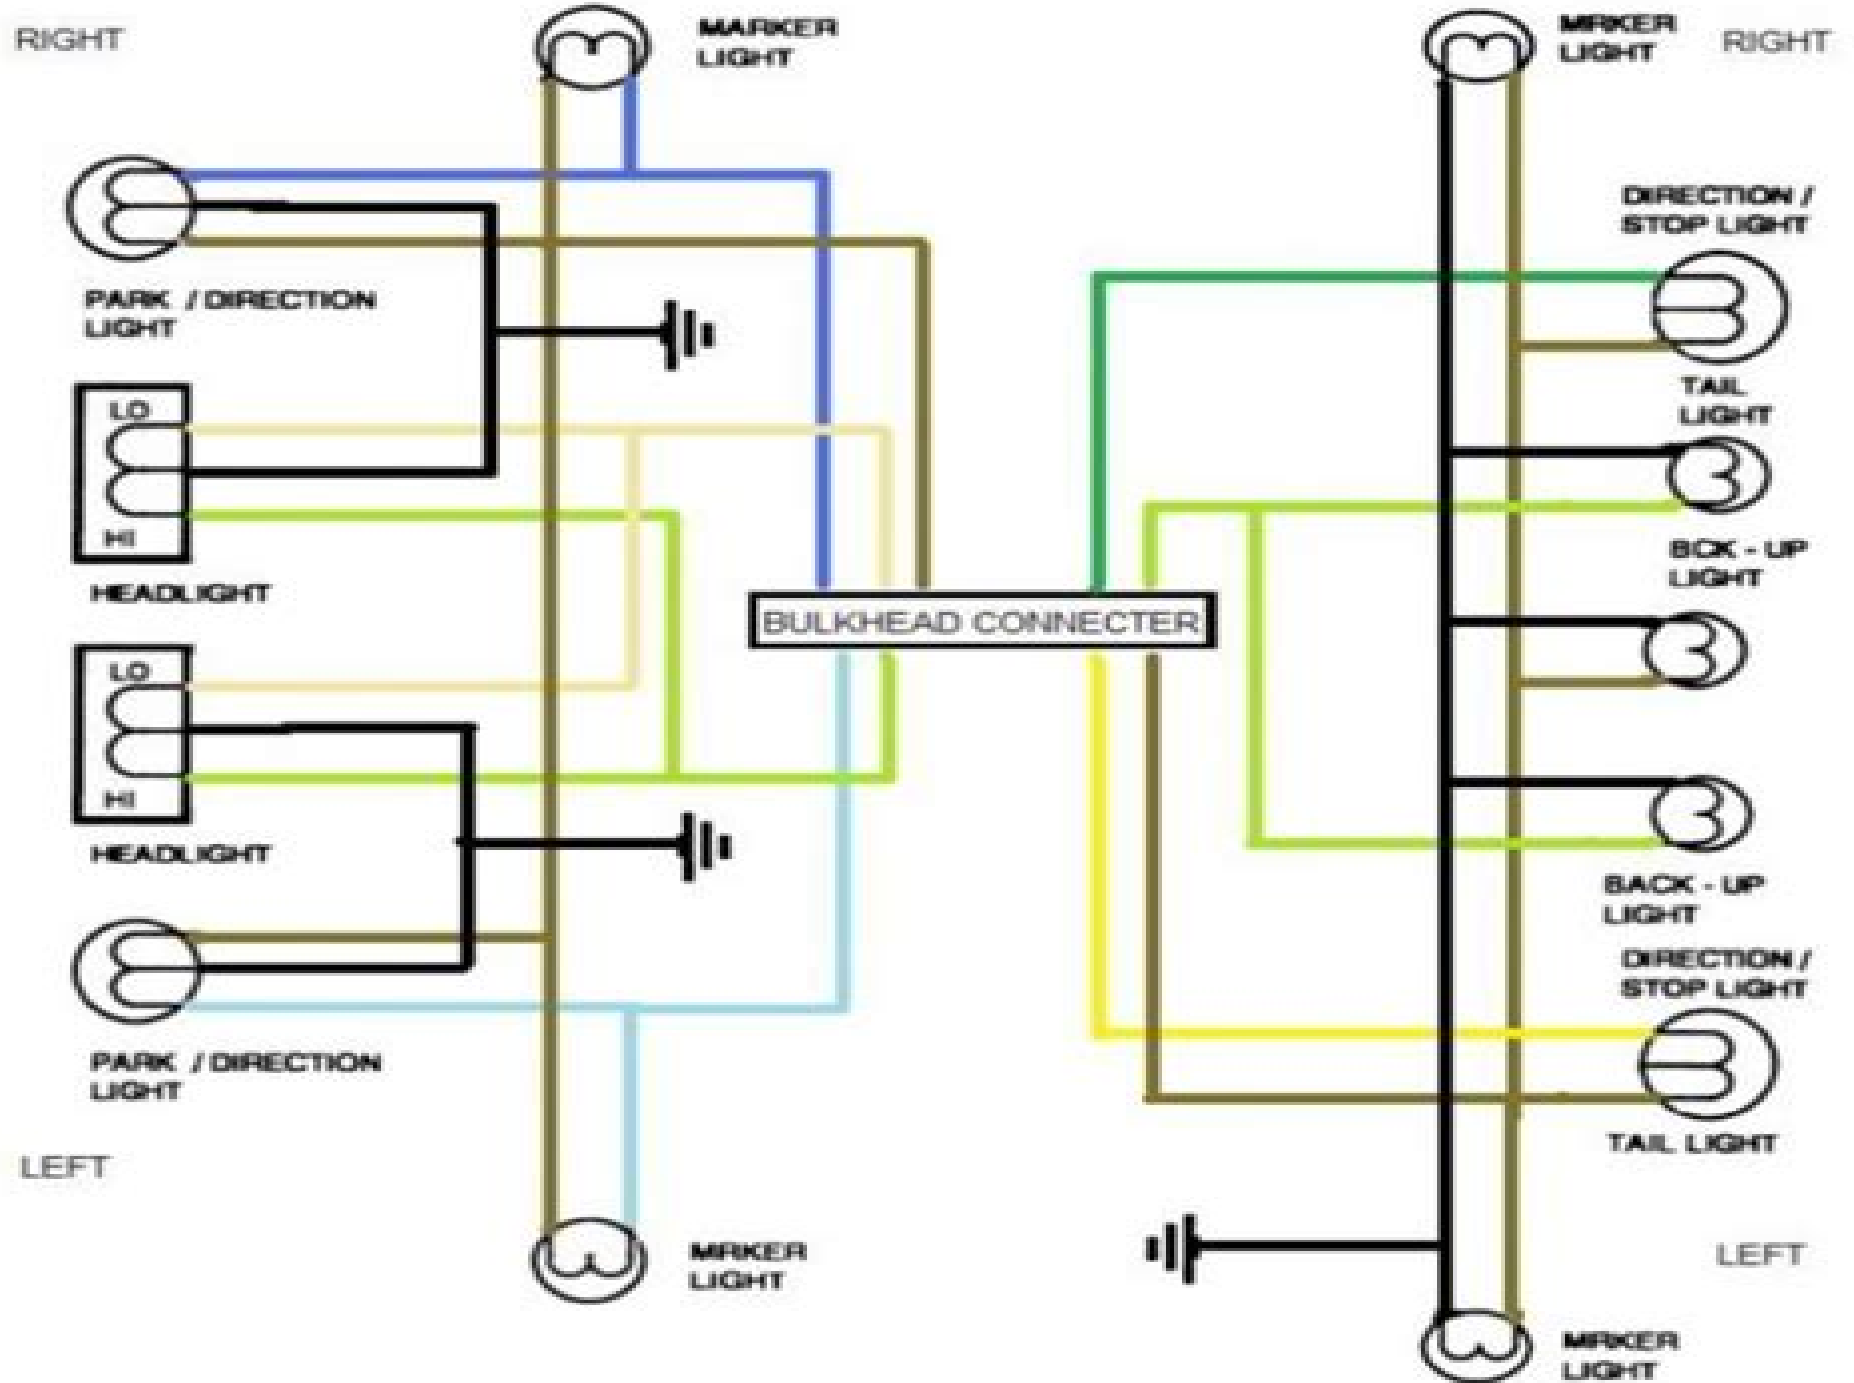 RIGHT
MARKER
LIGHT
MRKER
LIGHT
RIGHT
DIRECTION /
STOP LIGHT
PARK / DIRECTION
LIGHT
TAIL
LIGHT
LO
HI
HEADLIGHT
BCK - UP
LIGHT
BULKHEAD CONNECTER
LO
HI
HEADLIGHT
BACK - UP
LIGHT
DIRECTION /
STOP LIGHT
PARK / DIRECTION
LIGHT
TAIL LIGHT
LEFT
MRKER
LIGHT
LEFT
MRKER
LIGHT